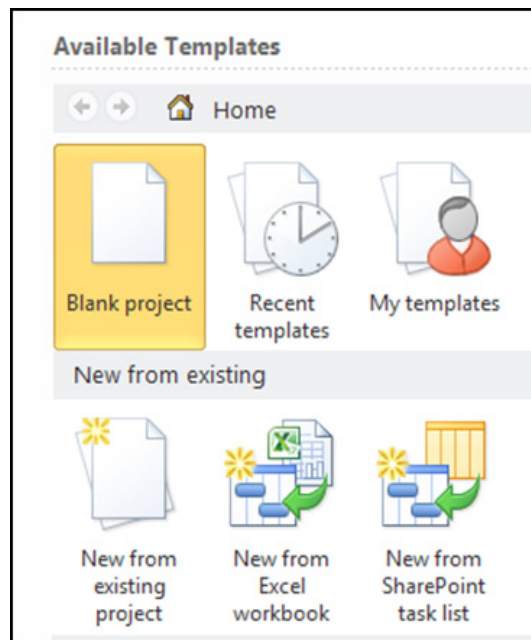 Available Templates
Home
Blank project
Recent
templates
My templates
New from existing
New from
existing
project
New from
Excel
workbook
New from
SharePoint
task list